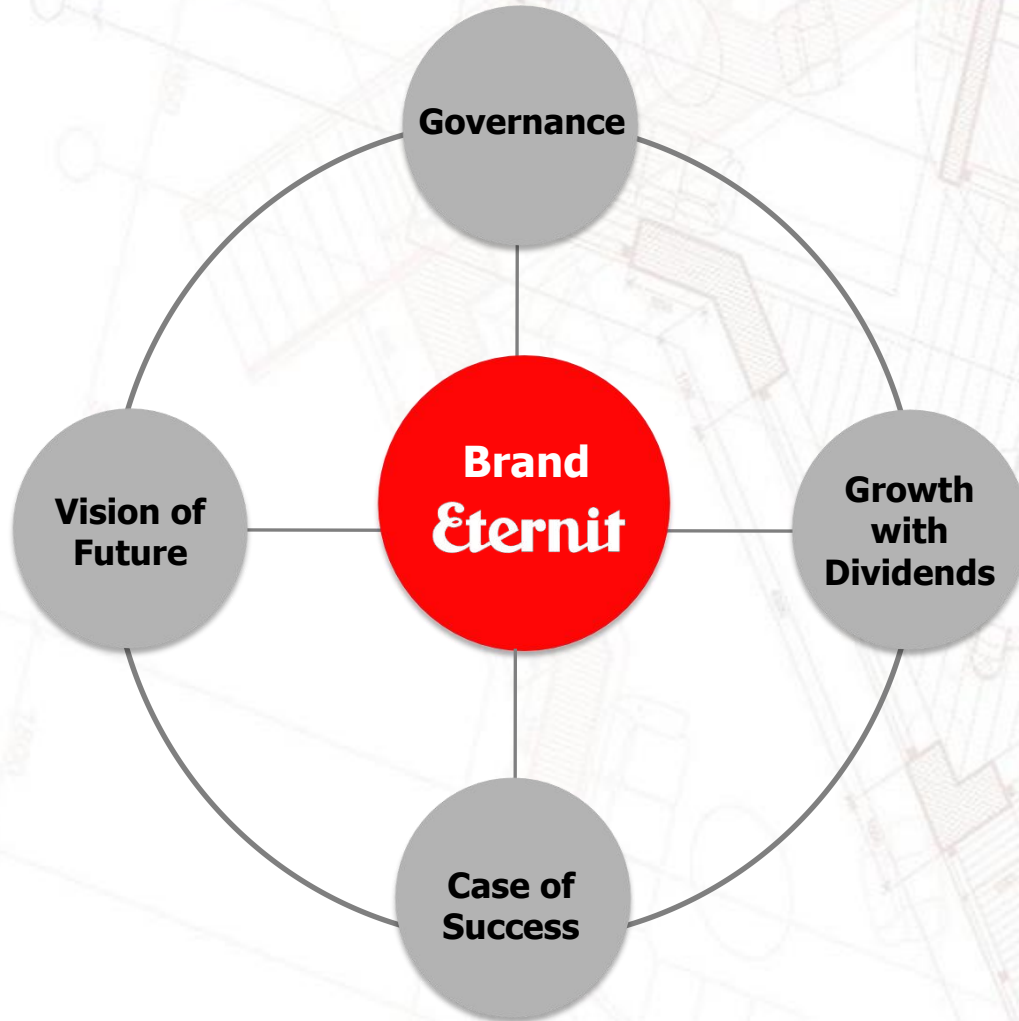 Governance
Brand
Eternit
Vision of
Future
Growth
with
Dividends
Case of
Success